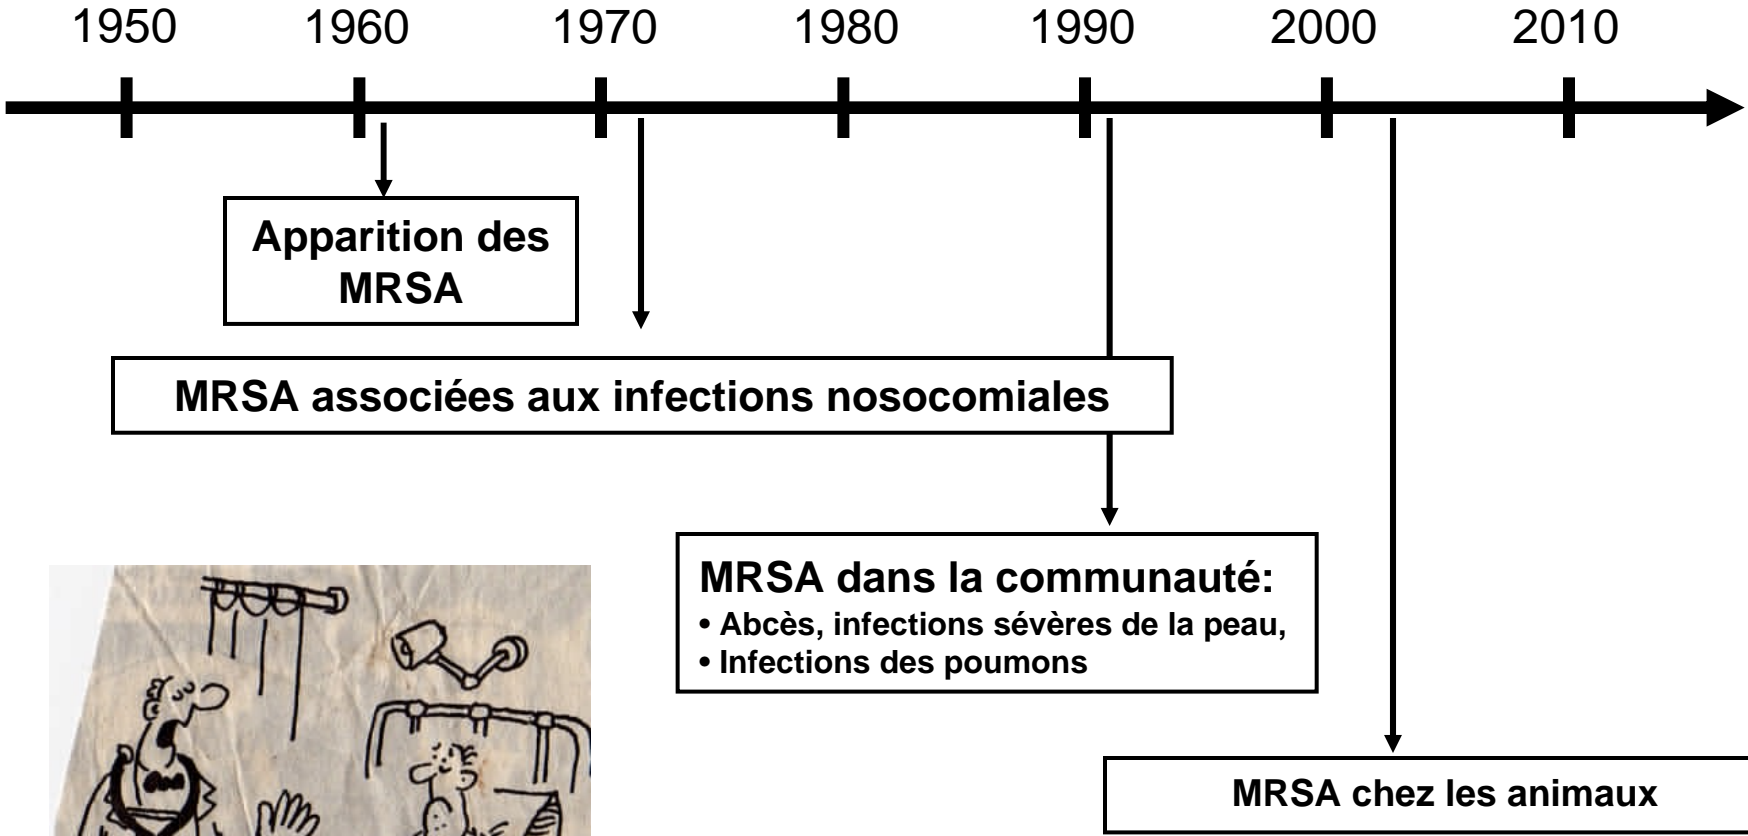 1950 1960 1970 1980 1990 2000 2010
Apparition des
MRSA
MRSA associées aux infections nosocomiales
MRSA dans la communauté:
• Abcès, infections sévères de la peau,
• Infections des poumons
MRSA chez les animaux